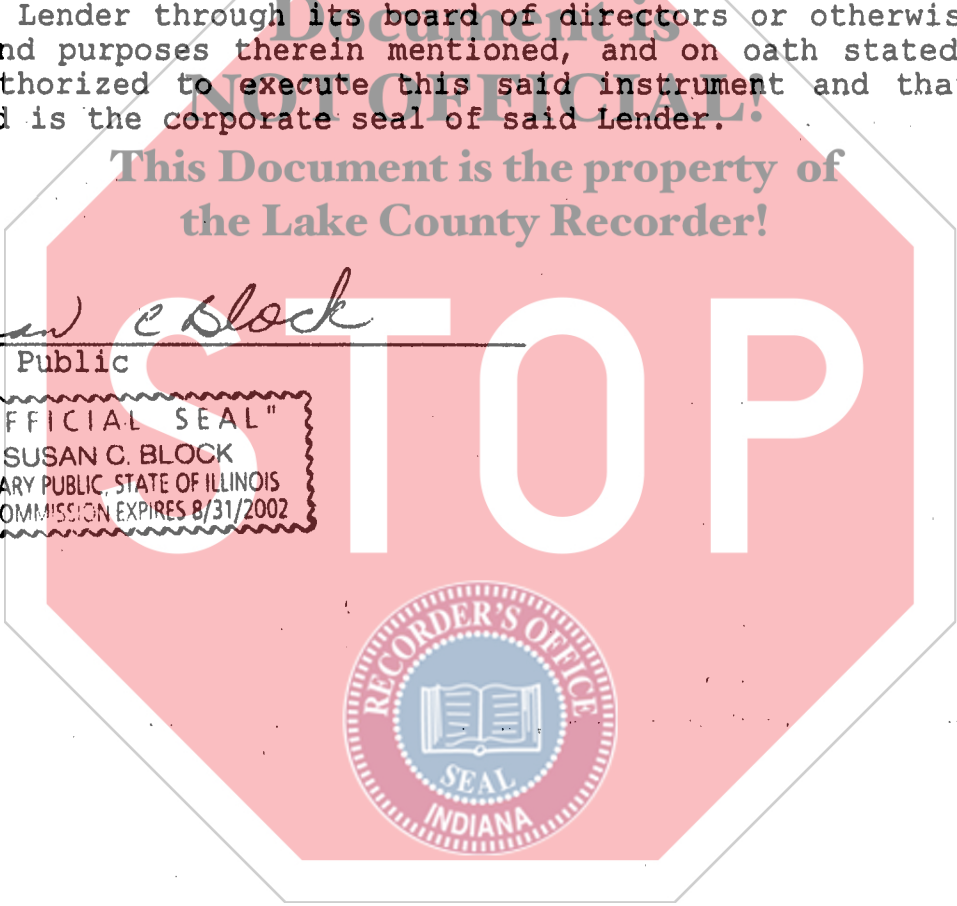 Lender through its board of directors or otherwis
nd purposes therein mentioned, and on oath stated
thorized to execute this said instrument and tha
d is the corporate seal of said Lender.
Document is
NOT OFFICIAL!
This Document is the property of
the Lake County Recorder!
an C Block
Public
FFICIAL SEAL"
SUSAN C. BLOCK
ARY PUBLIC, STATE OF ILLINOIS
OMMISSION EXPIRES 8/31/2002
STOP
RECORDER'S OFFICE
SEAL
INDIANA